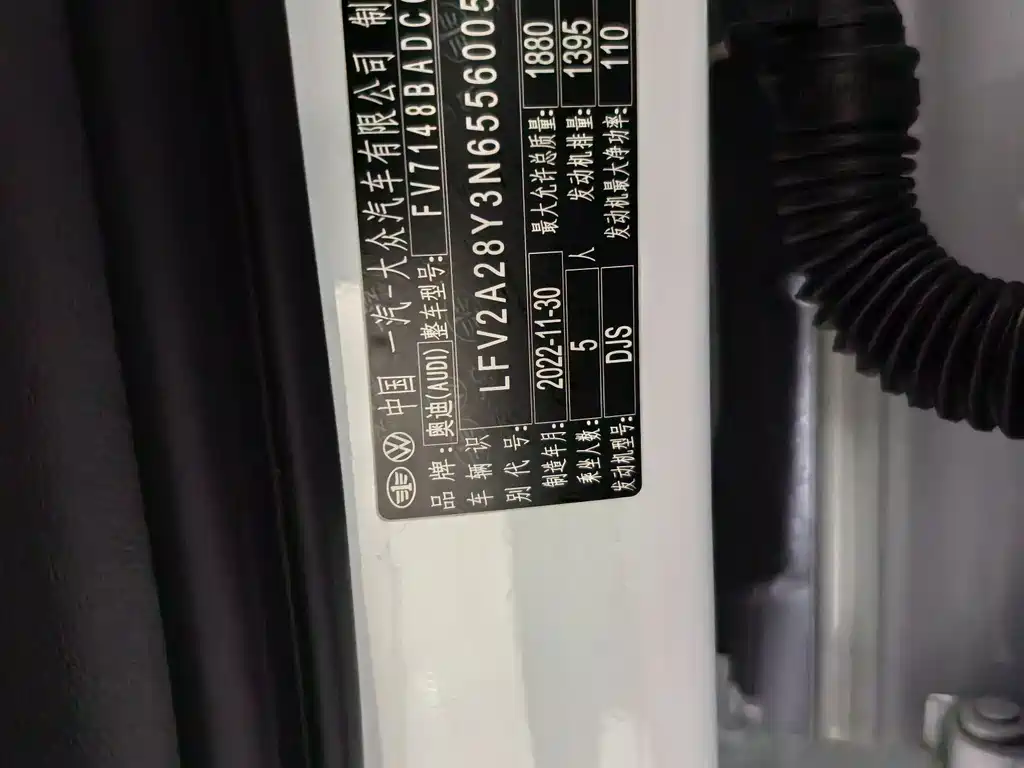 中国 一汽-大众汽车有限公司 制
品牌: 奥迪(AUDI) 整车型号: FV7148BADC
车辆识别代号: LFV2A28Y3N6556005
制造年月: 2022-11-30 最大允许总质量: 1880
乘坐人数: 5 人 发动机排量: 1395
发动机型号: DJS 发动机最大净功率: 110